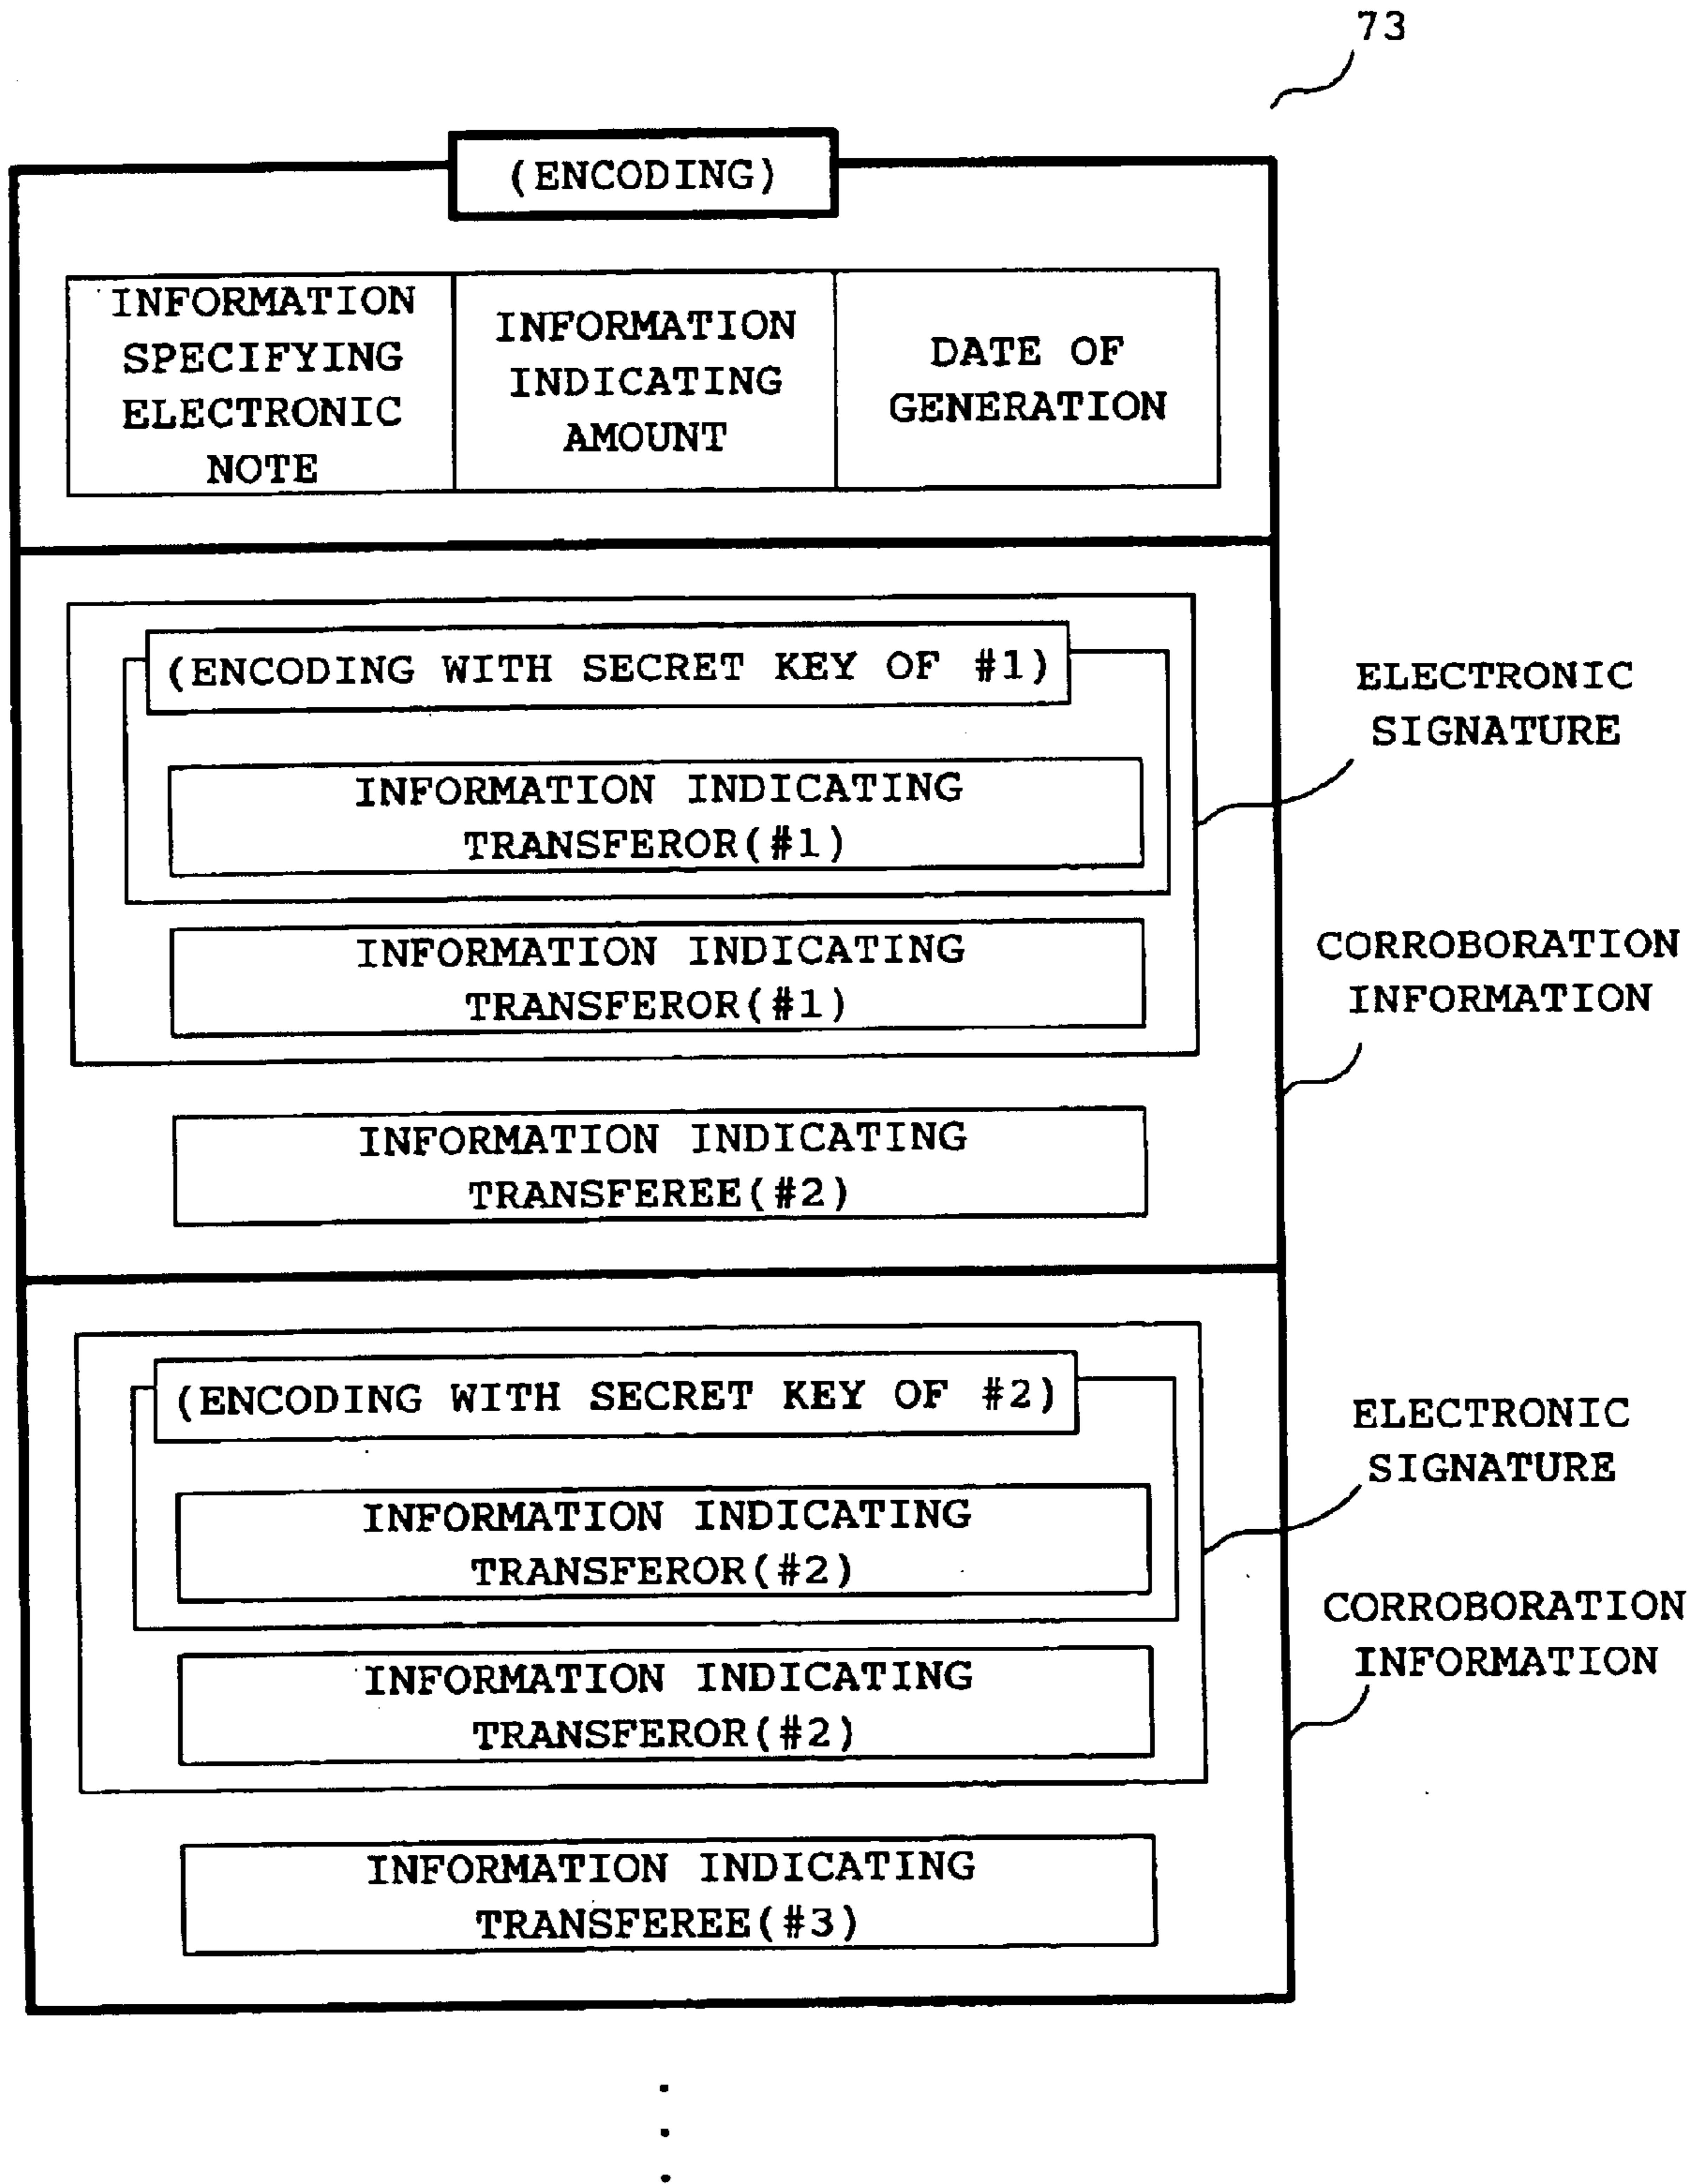 73
(ENCODING)
INFORMATION
SPECIFYING
ELECTRONIC
NOTE
INFORMATION
INDICATING
AMOUNT
DATE OF
GENERATION
(ENCODING WITH SECRET KEY OF #1)
INFORMATION INDICATING
TRANSFEROR(#1)
INFORMATION INDICATING
TRANSFEROR(#1)
ELECTRONIC
SIGNATURE
INFORMATION INDICATING
TRANSFEREE(#2)
CORROBORATION
INFORMATION
(ENCODING WITH SECRET KEY OF #2)
INFORMATION INDICATING
TRANSFEROR(#2)
INFORMATION INDICATING
TRANSFEROR(#2)
ELECTRONIC
SIGNATURE
INFORMATION INDICATING
TRANSFEREE(#3)
CORROBORATION
INFORMATION